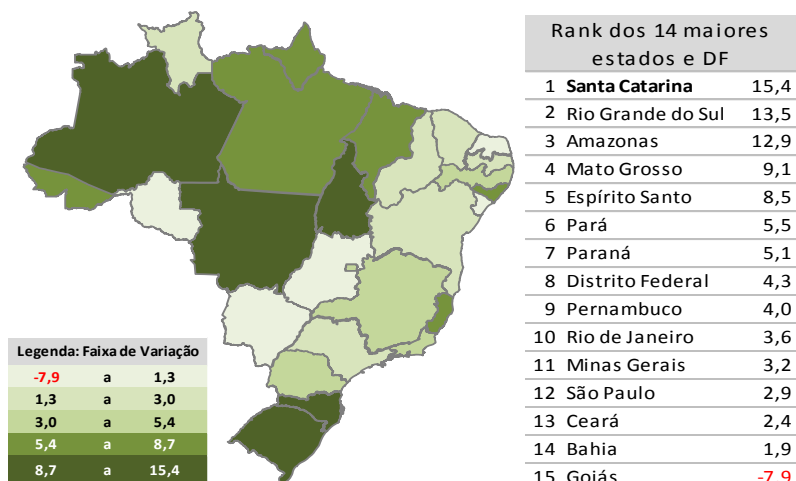 Rank dos 14 maiores
estados e DF
1 Santa Catarina 15,4
2 Rio Grande do Sul 13,5
3 Amazonas 12,9
4 Mato Grosso 9,1
5 Espírito Santo 8,5
6 Pará 5,5
7 Paraná 5,1
8 Distrito Federal 4,3
9 Pernambuco 4,0
10 Rio de Janeiro 3,6
11 Minas Gerais 3,2
12 São Paulo 2,9
13 Ceará 2,4
14 Bahia 1,9
15 Goiás -7,9
Legenda: Faixa de Variação
-7,9 a 1,3
1,3 a 3,0
3,0 a 5,4
5,4 a 8,7
8,7 a 15,4